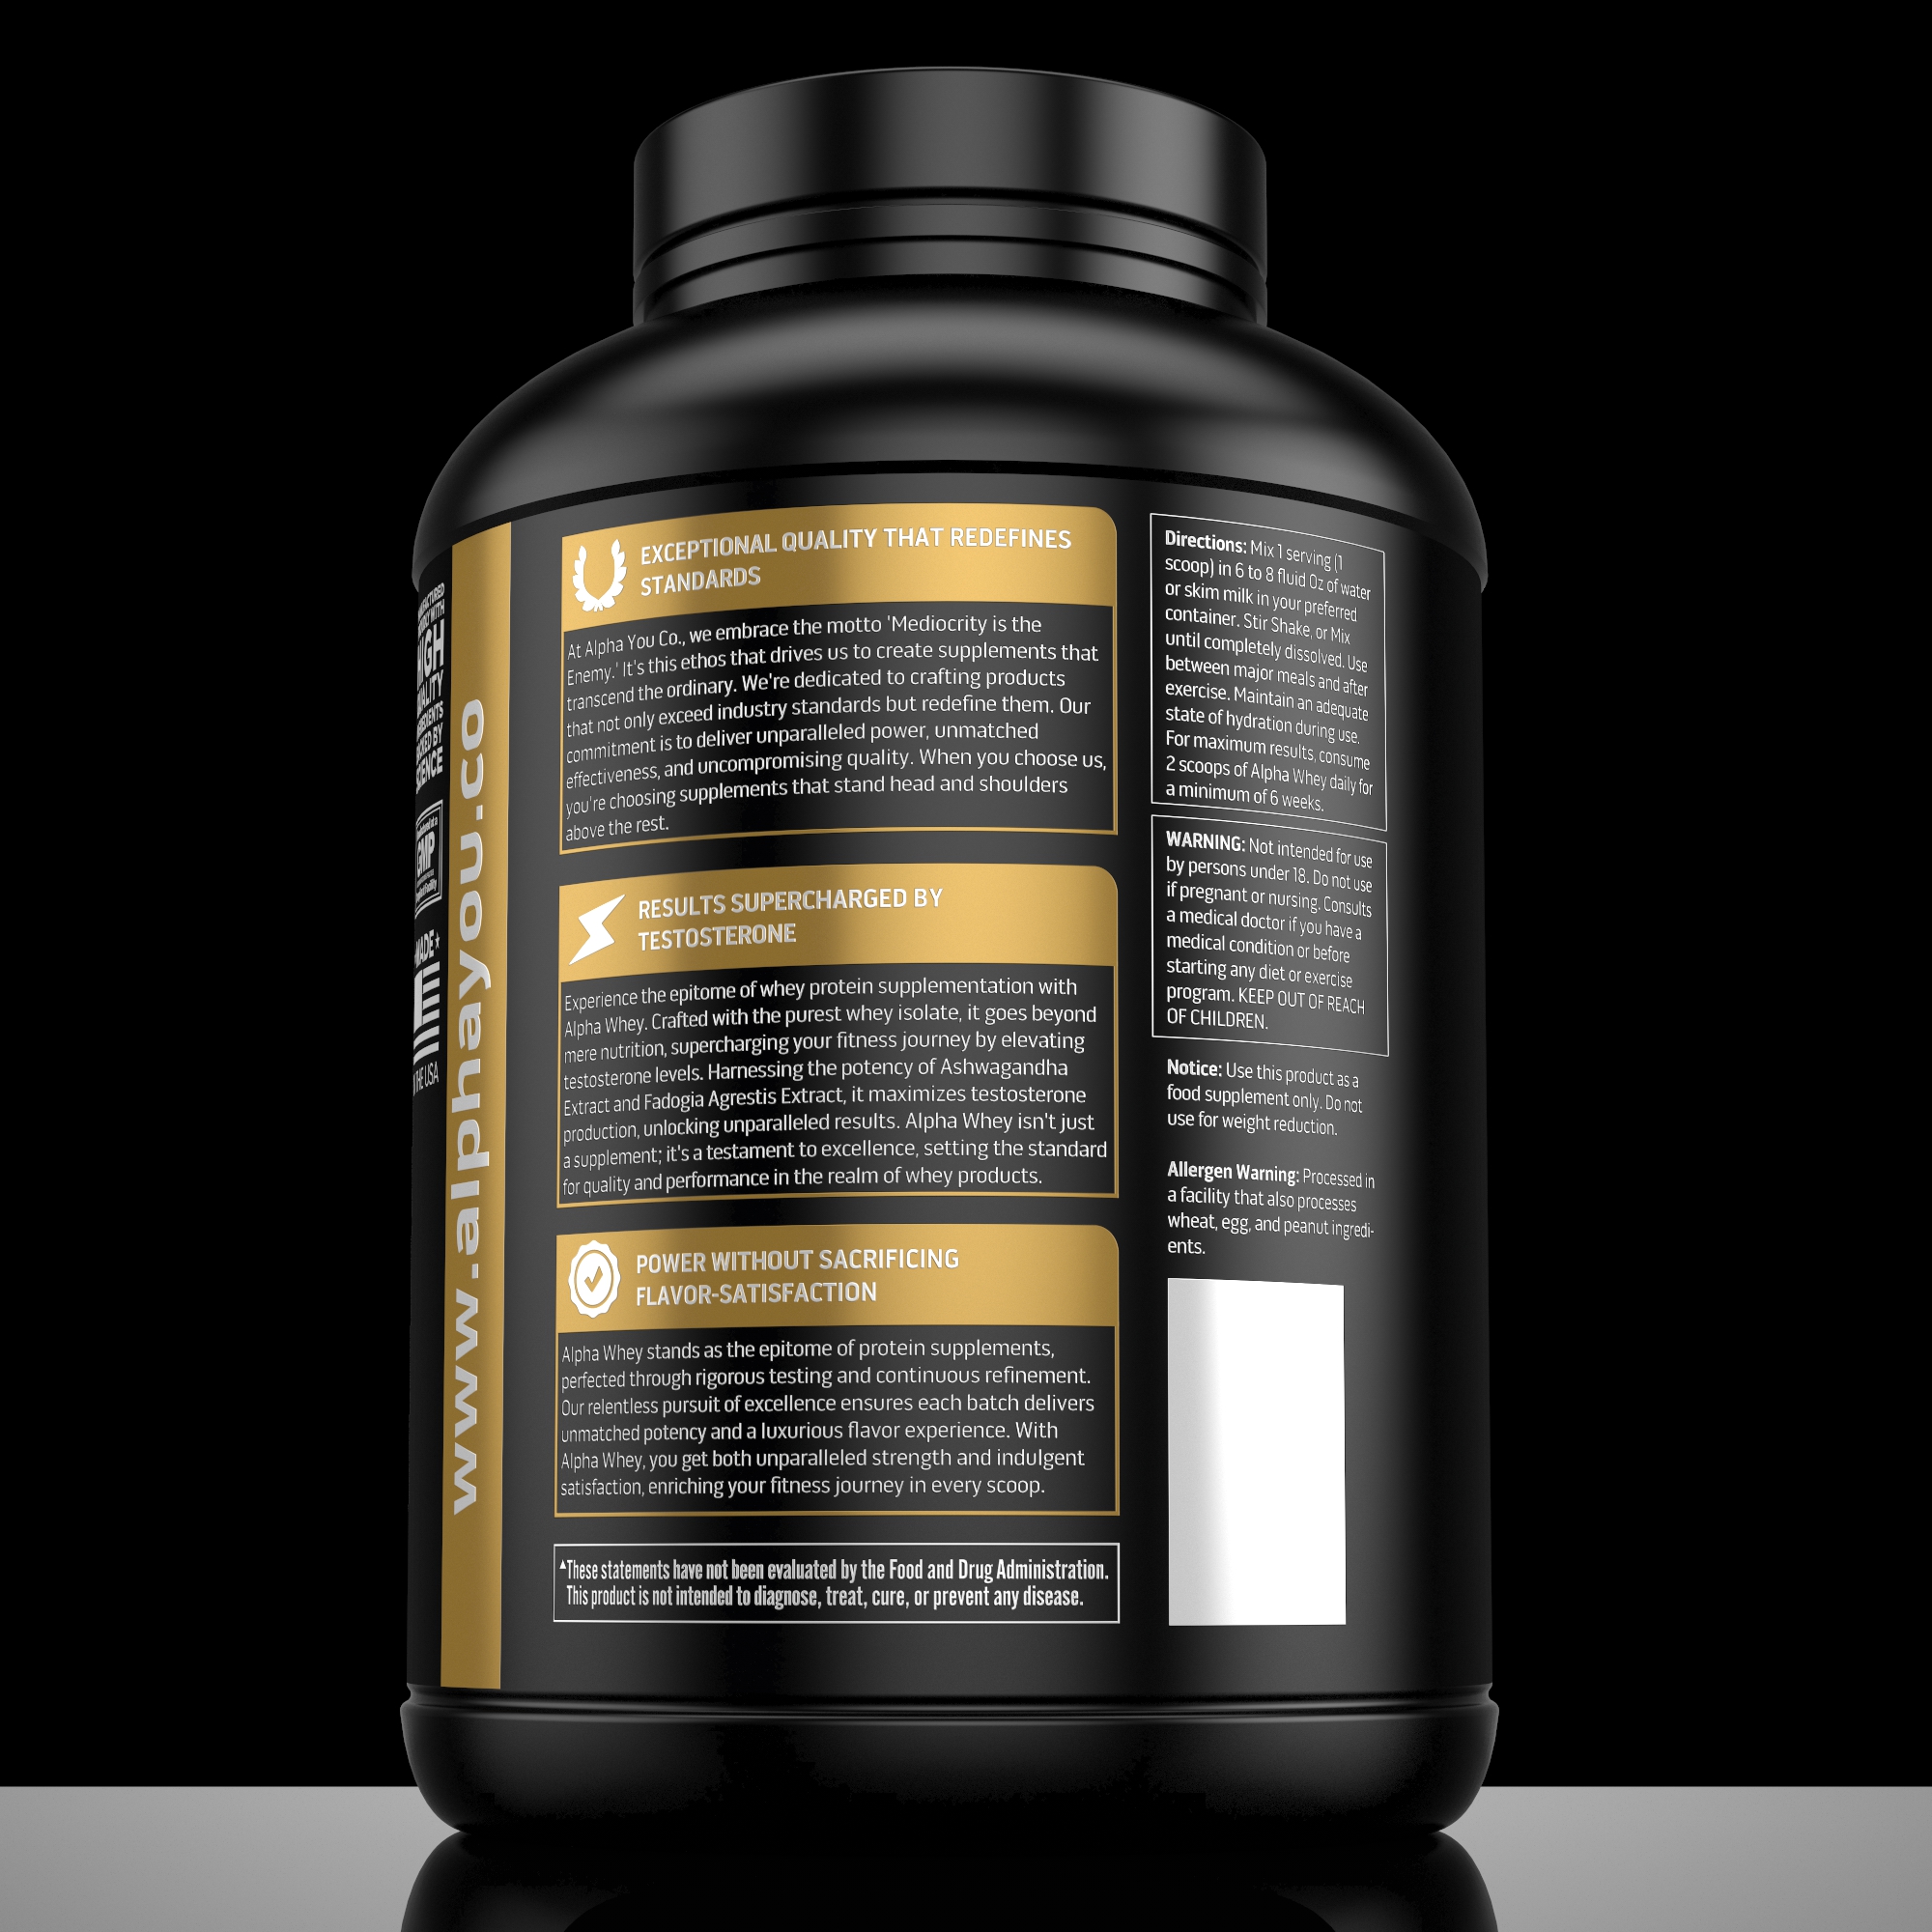 HIGH
SCIENCE
GMP
MADE
THE USA
www.alphayou.co
EXCEPTIONAL QUALITY THAT REDEFINES
STANDARDS
At Alpha You Co., we embrace the motto 'Mediocrity is the
Enemy.' It's this ethos that drives us to create supplements that
transcend the ordinary. We're dedicated to crafting products
that not only exceed industry standards but redefine them. Our
commitment is to deliver unparalleled power, unmatched
effectiveness, and uncompromising quality. When you choose us,
you're choosing supplements that stand head and shoulders
above the rest.
RESULTS SUPERCHARGED BY
TESTOSTERONE
Experience the epitome of whey protein supplementation with
Alpha Whey. Crafted with the purest whey isolate, it goes beyond
mere nutrition, supercharging your fitness journey by elevating
testosterone levels. Harnessing the potency of Ashwagandha
Extract and Fadogia Agrestis Extract, it maximizes testosterone
production, unlocking unparalleled results. Alpha Whey isn't just
a supplement; it's a testament to excellence, setting the standard
for quality and performance in the realm of whey products.
POWER WITHOUT SACRIFICING
FLAVOR-SATISFACTION
Alpha Whey stands as the epitome of protein supplements,
perfected through rigorous testing and continuous refinement.
Our relentless pursuit of excellence ensures each batch delivers
unmatched potency and a luxurious flavor experience. With
Alpha Whey, you get both unparalleled strength and indulgent
satisfaction, enriching your fitness journey in every scoop.
▲These statements have not been evaluated by the Food and Drug Administration.
This product is not intended to diagnose, treat, cure, or prevent any disease.
Directions: Mix 1 serving (1
scoop) in 6 to 8 fluid Oz of water
or skim milk in your preferred
container. Stir Shake, or Mix
until completely dissolved. Use
between major meals and after
exercise. Maintain an adequate
state of hydration during use.
For maximum results, consume
2 scoops of Alpha Whey daily for
a minimum of 6 weeks.
WARNING: Not intended for use
by persons under 18. Do not use
if pregnant or nursing. Consults
a medical doctor if you have a
medical condition or before
starting any diet or exercise
program. KEEP OUT OF REACH
OF CHILDREN.
Notice: Use this product as a
food supplement only. Do not
use for weight reduction.
Allergen Warning: Processed in
a facility that also processes
wheat, egg, and peanut ingredi-
ents.